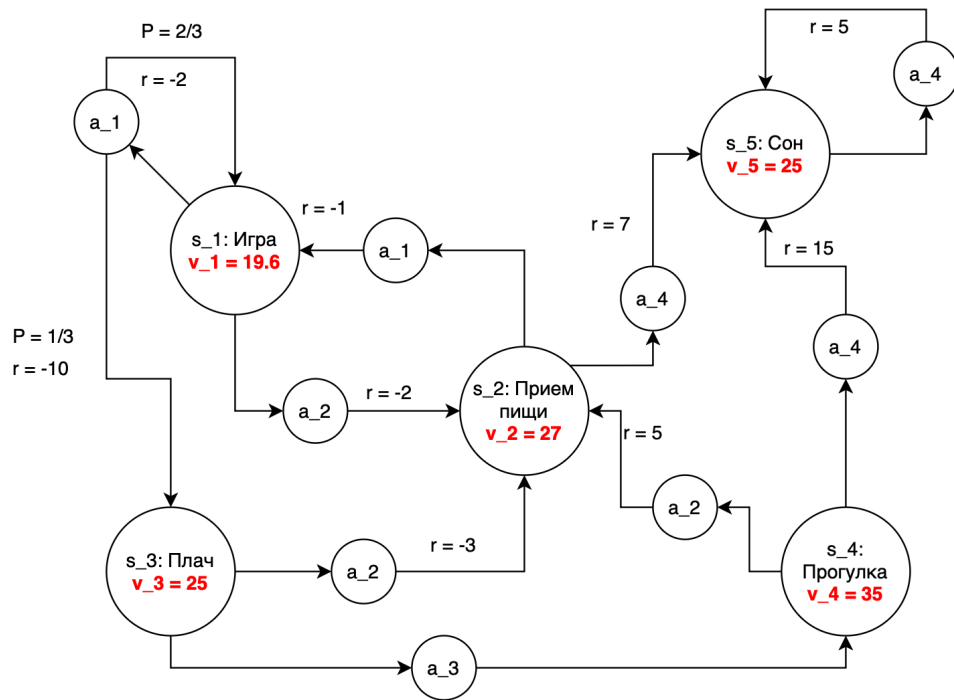 P = 2/3
r = -2
a_1
r = 5
a_4
s_5: Сон
v_5 = 25
r = -1
s_1: Игра
v_1 = 19.6
a_1
r = 7
r = 15
a_4
a_4
P = 1/3
r = -10
a_2
r = -2
s_2: Прием
пищи
v_2 = 27
r = 5
a_2
s_3: Плач
v_3 = 25
a_2
r = -3
s_4:
Прогулка
v_4 = 35
a_3